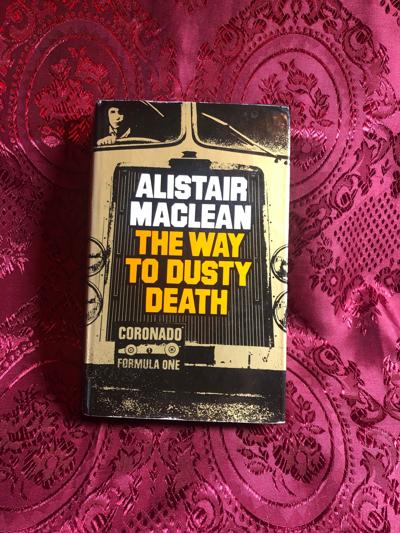 ALISTAIR
MACLEAN
THE WAY
TO DUSTY
DEATH
CORONADO
FORMULA ONE